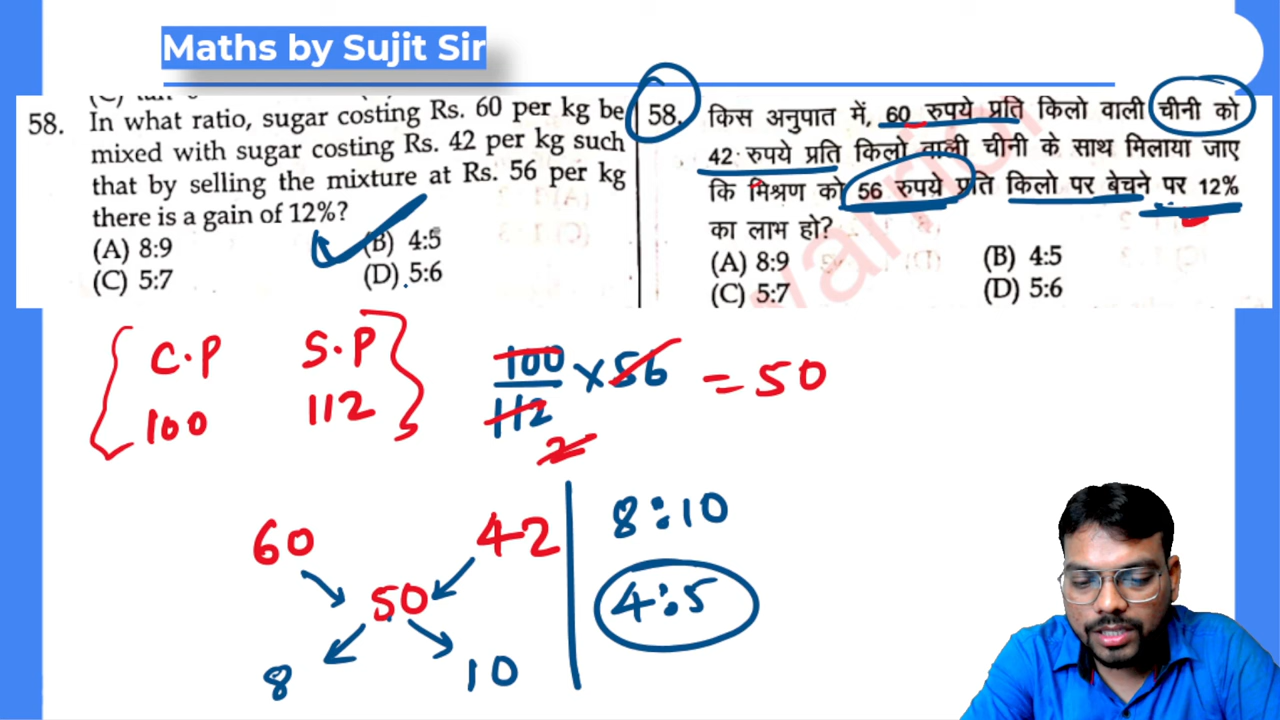 Maths by Sujit Sir
58. In what ratio, sugar costing Rs. 60 per kg be
mixed with sugar costing Rs. 42 per kg such
that by selling the mixture at Rs. 56 per kg
there is a gain of 12%?
(A) 8:9 (B) 4:5
(C) 5:7 (D) 5:6
58. किस अनुपात में, 60 रुपये प्रति किलो वाली चीनी को
42 रुपये प्रति किलो वाली चीनी के साथ मिलाया जाए
कि मिश्रण को 56 रुपये प्रति किलो पर बेचने पर 12%
का लाभ हो?
(A) 8:9 (B) 4:5
(C) 5:7 (D) 5:6
C.P S.P
100 112
100/112 × 56 = 50
2
60 42
50
8 10
8:10
4:5